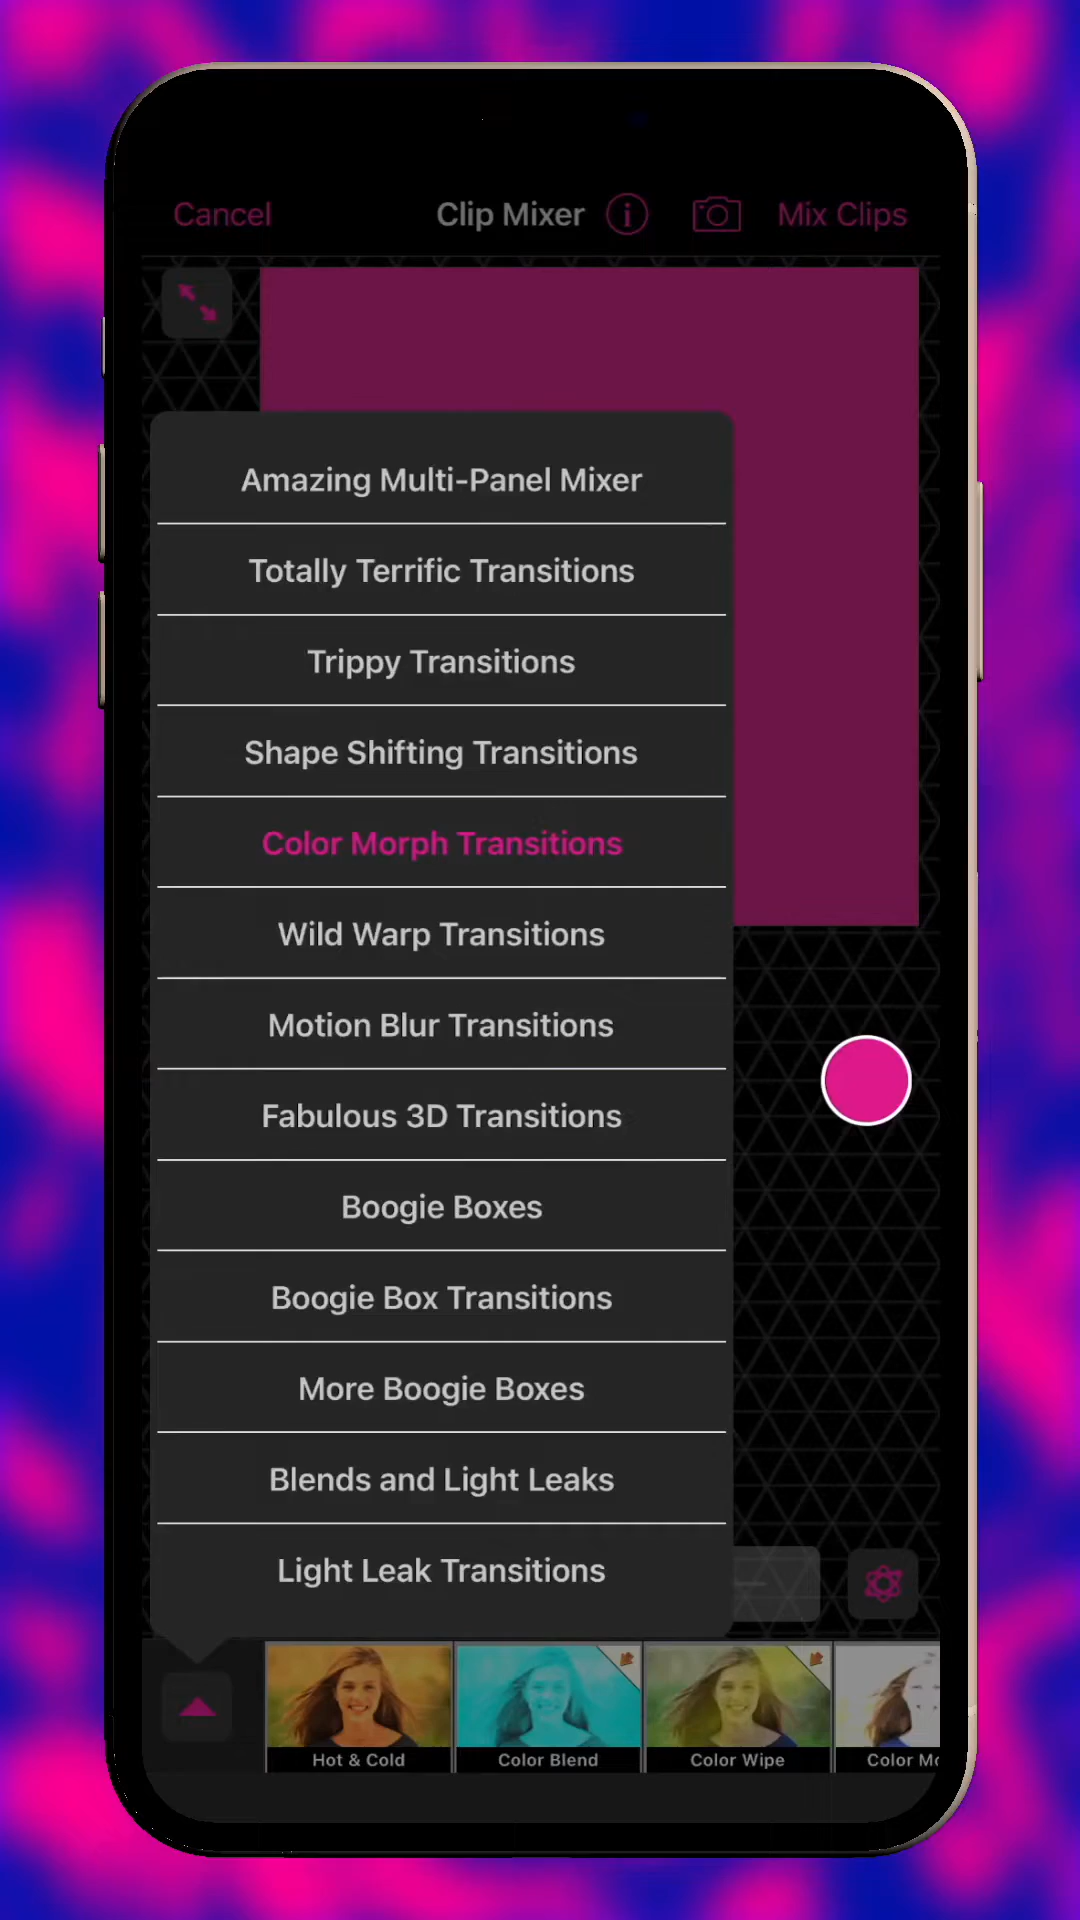 Cancel
Clip Mixer
Mix Clips
Amazing Multi-Panel Mixer
Totally Terrific Transitions
Trippy Transitions
Shape Shifting Transitions
Color Morph Transitions
Wild Warp Transitions
Motion Blur Transitions
Fabulous 3D Transitions
Boogie Boxes
Boogie Box Transitions
More Boogie Boxes
Blends and Light Leaks
Light Leak Transitions
Hot & Cold
Color Blend
Color Wipe
Color